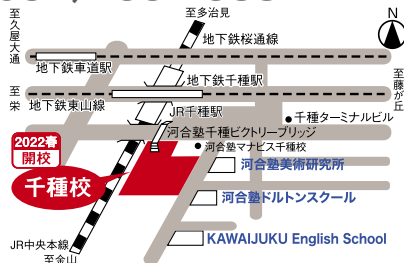 至多治見
N
至久屋大通
地下鉄桜通線
地下鉄車道駅
地下鉄千種駅
至藤が丘
至栄
地下鉄東山線
JR千種駅
千種ターミナルビル
河合塾千種ビクトリーブリッジ
河合塾マナビス千種校
2022春
開校
千種校
河合塾美術研究所
河合塾ドルトンスクール
KAWAIJUKU English School
JR中央本線
至金山